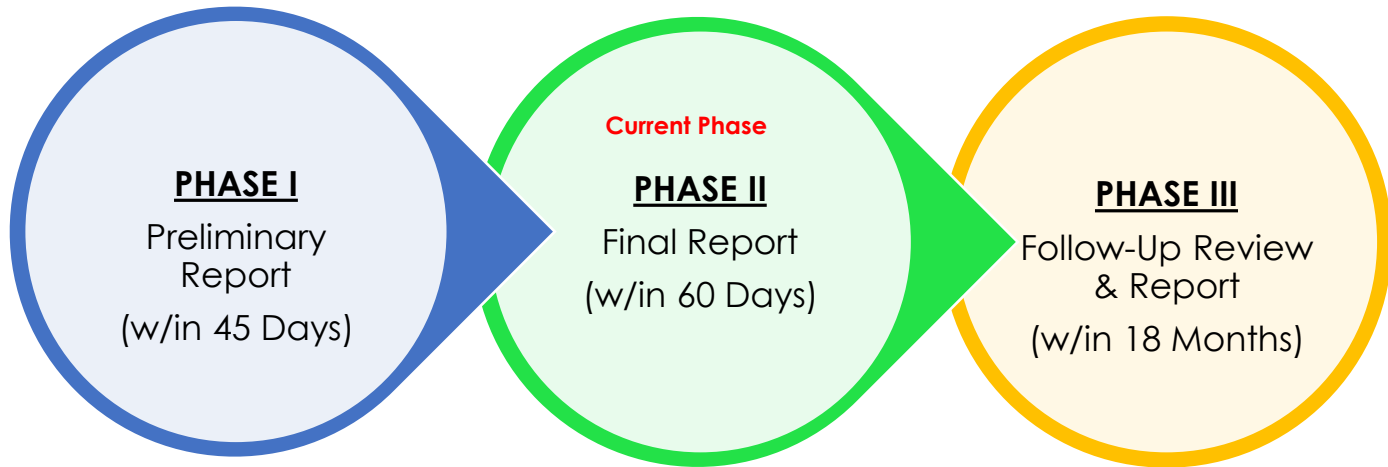 PHASE I
Preliminary
Report
(w/in 45 Days)
Current Phase
PHASE II
Final Report
(w/in 60 Days)
PHASE III
Follow-Up Review
& Report
(w/in 18 Months)